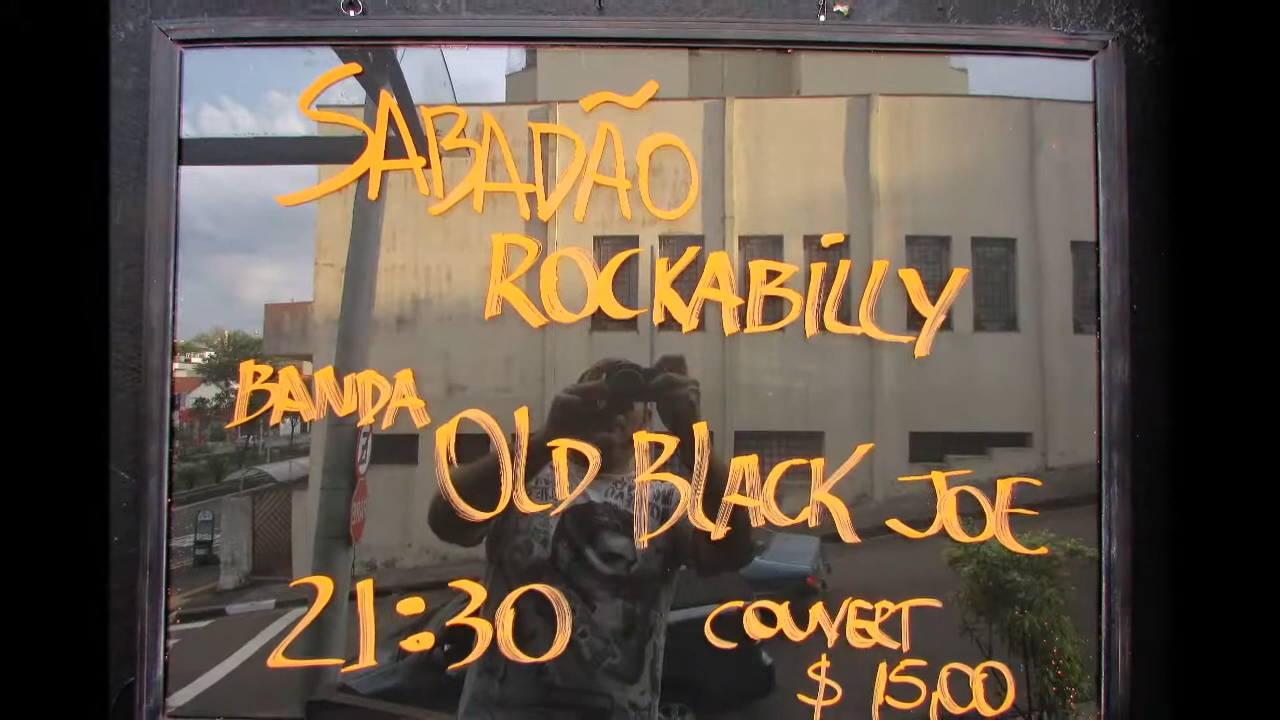 SABADÃO
ROCKABILLY
BANDA OLD BLACK JOE
21:30 COUVERT
$ 15,00